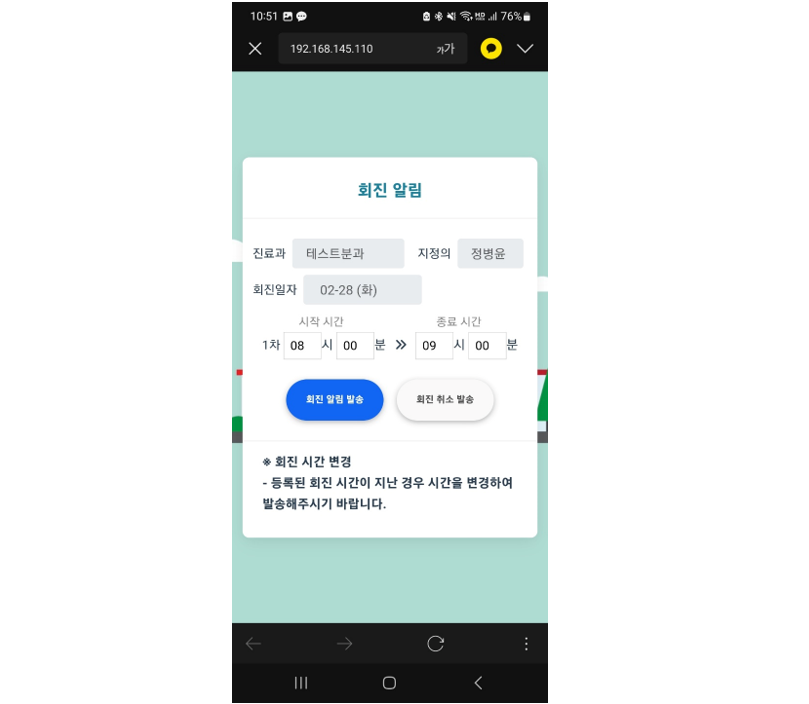 10:51 76%
192.168.145.110 가가
회진 알림
진료과 테스트분과 지정의 정병윤
회진일자 02-28 (화)
시작 시간 종료 시간
1차 08 시 00 분 » 09 시 00 분
회진 알림 발송 회진 취소 발송
※ 회진 시간 변경
- 등록된 회진 시간이 지난 경우 시간을 변경하여
발송해주시기 바랍니다.